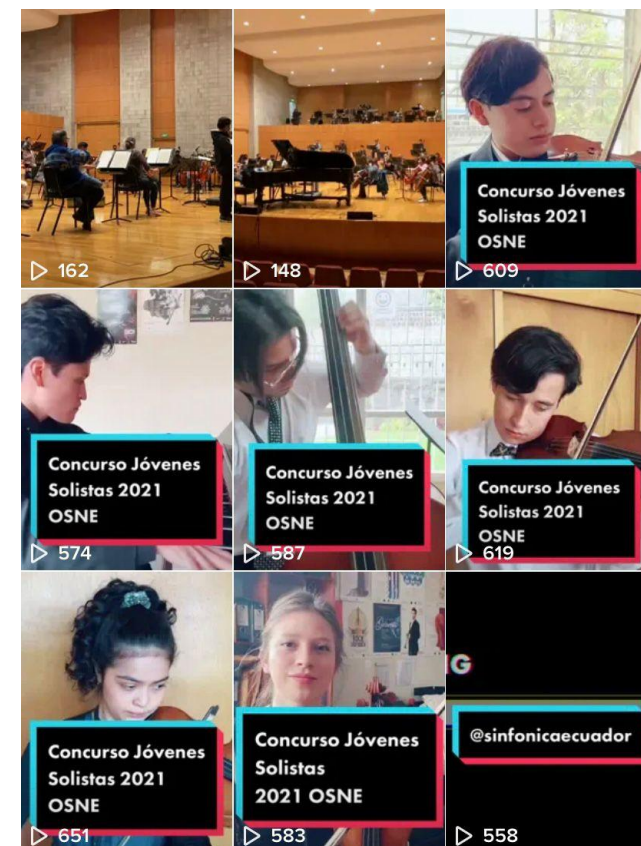 162
148
Concurso Jóvenes
Solistas 2021
OSNE
609
Concurso Jóvenes
Solistas 2021
OSNE
574
Concurso Jóvenes
Solistas 2021
OSNE
587
Concurso Jóvenes
Solistas 2021
OSNE
619
Concurso Jóvenes
Solistas 2021
OSNE
651
Concurso Jóvenes
Solistas
2021 OSNE
583
G
@sinfonicaecuador
558